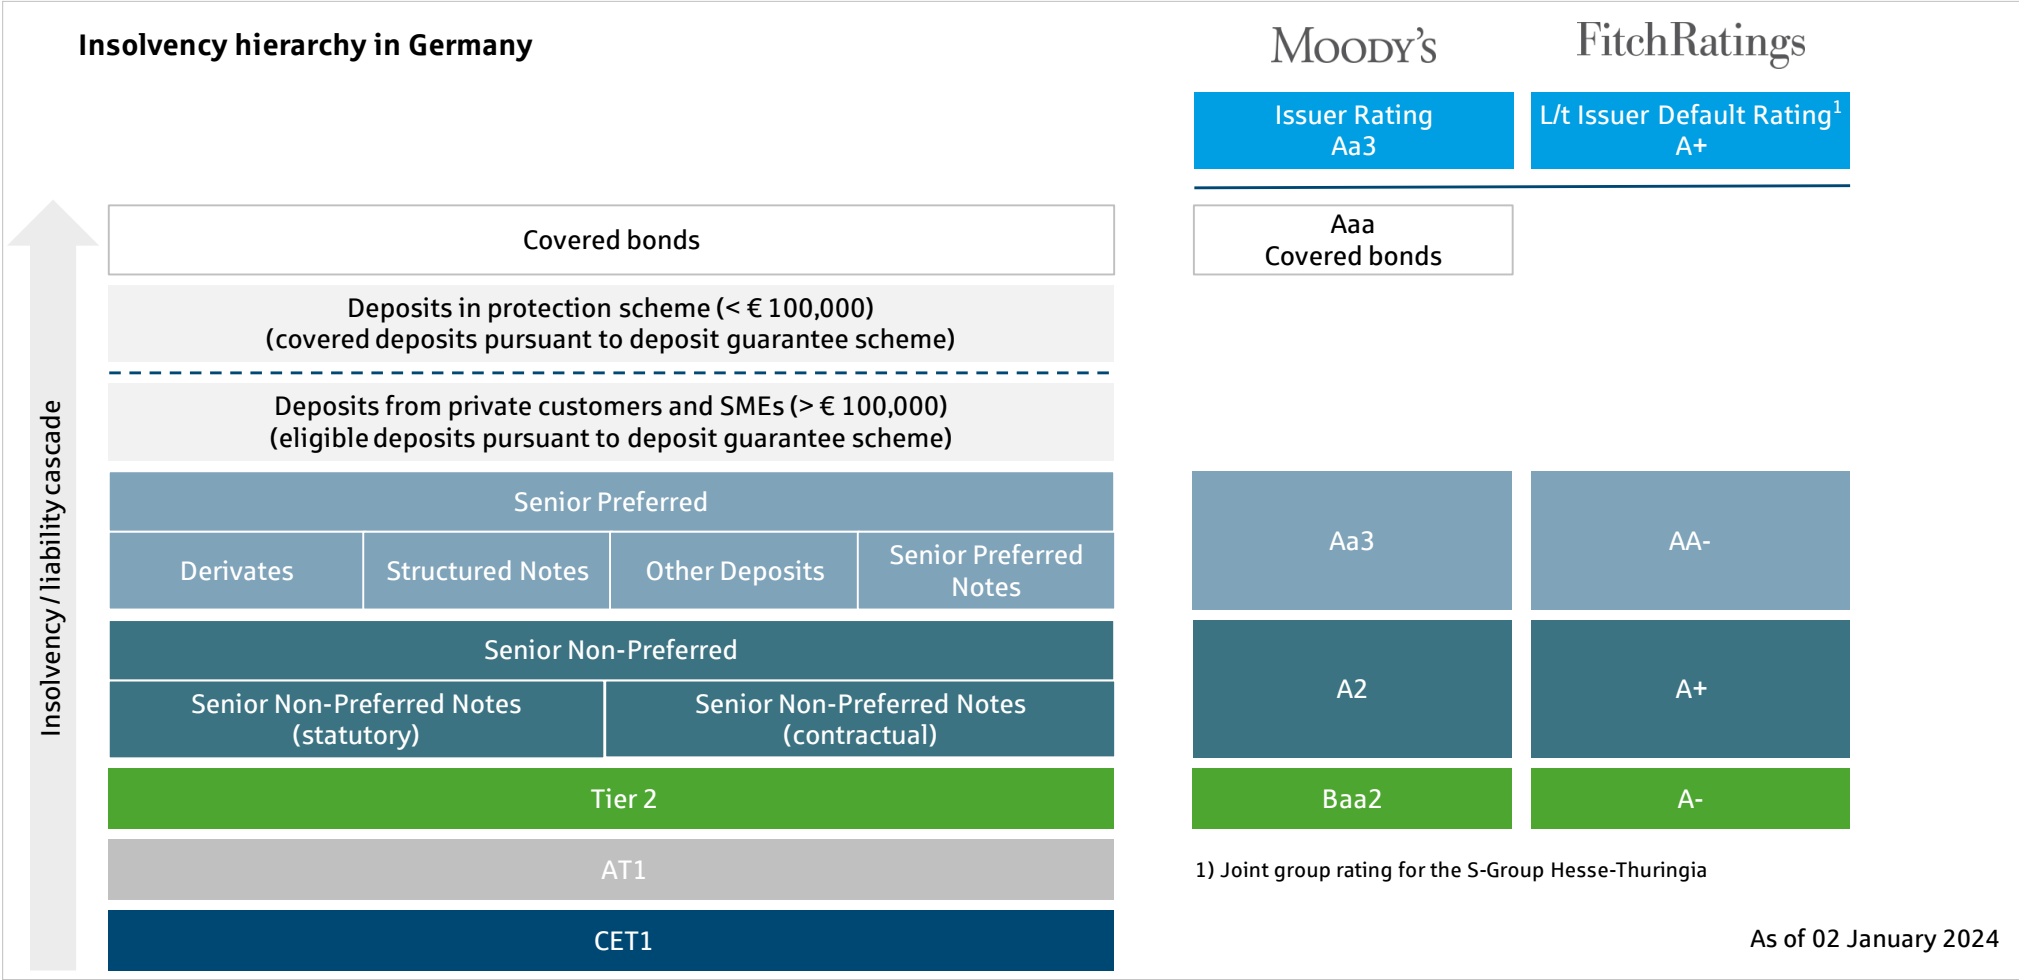 Insolvency hierarchy in Germany
MOODY'S
FitchRatings
Issuer Rating
Aa3
L/t Issuer Default Rating1
A+
Insolvency / liability cascade
Covered bonds
Aaa
Covered bonds
Deposits in protection scheme (< € 100,000)
(covered deposits pursuant to deposit guarantee scheme)
Deposits from private customers and SMEs (> € 100,000)
(eligible deposits pursuant to deposit guarantee scheme)
Senior Preferred
Derivates
Structured Notes
Other Deposits
Senior Preferred
Notes
Aa3
AA-
Senior Non-Preferred
Senior Non-Preferred Notes
(statutory)
Senior Non-Preferred Notes
(contractual)
A2
A+
Tier 2
Baa2
A-
AT1
1) Joint group rating for the S-Group Hesse-Thuringia
CET1
As of 02 January 2024